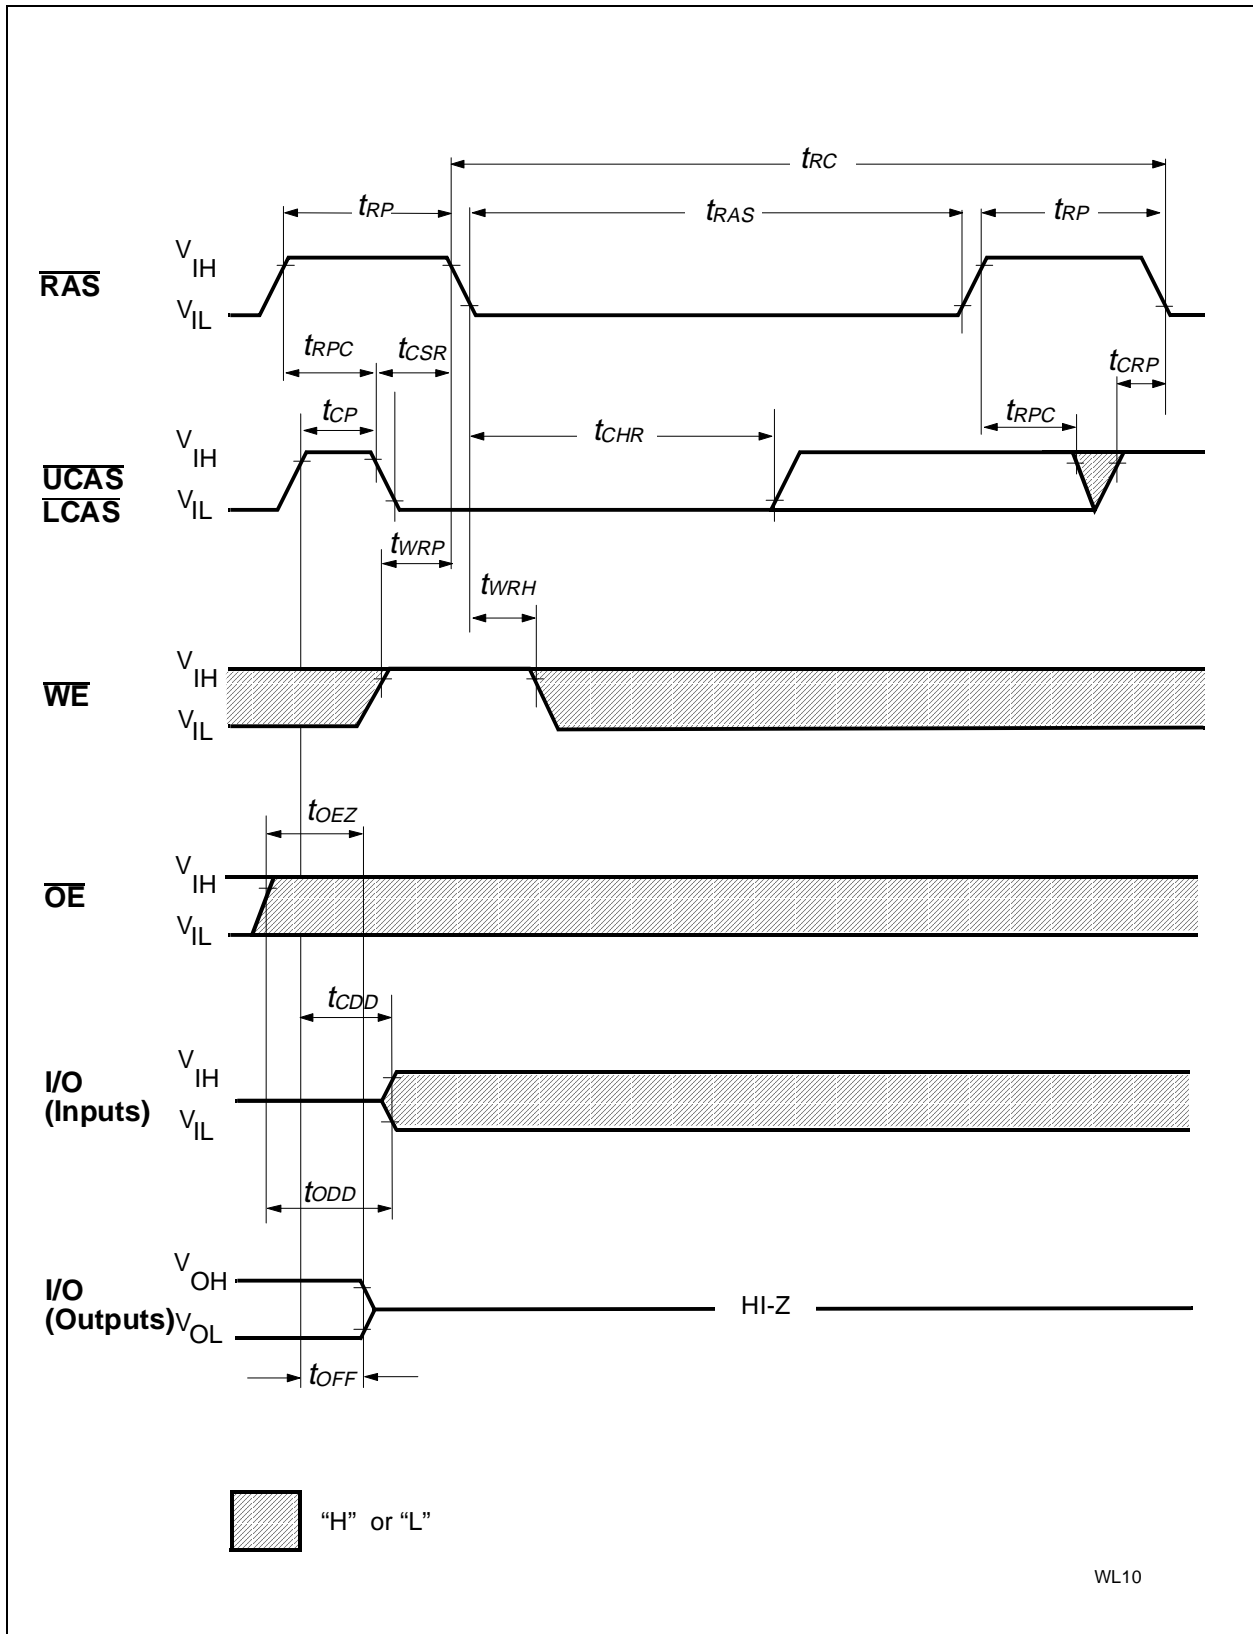 tRC
tRP
tRAS
tRP
VIH
RAS
VIL
tRPC
tCSR
tCRP
tCP
tCHR
tRPC
VIH
UCAS
LCAS
VIL
tWRP
tWRH
VIH
WE
VIL
tOEZ
VIH
OE
VIL
tCDD
VIH
I/O
(Inputs)
VIL
tODD
VOH
I/O
(Outputs)
VOL
HI-Z
tOFF
“H” or “L”
WL10